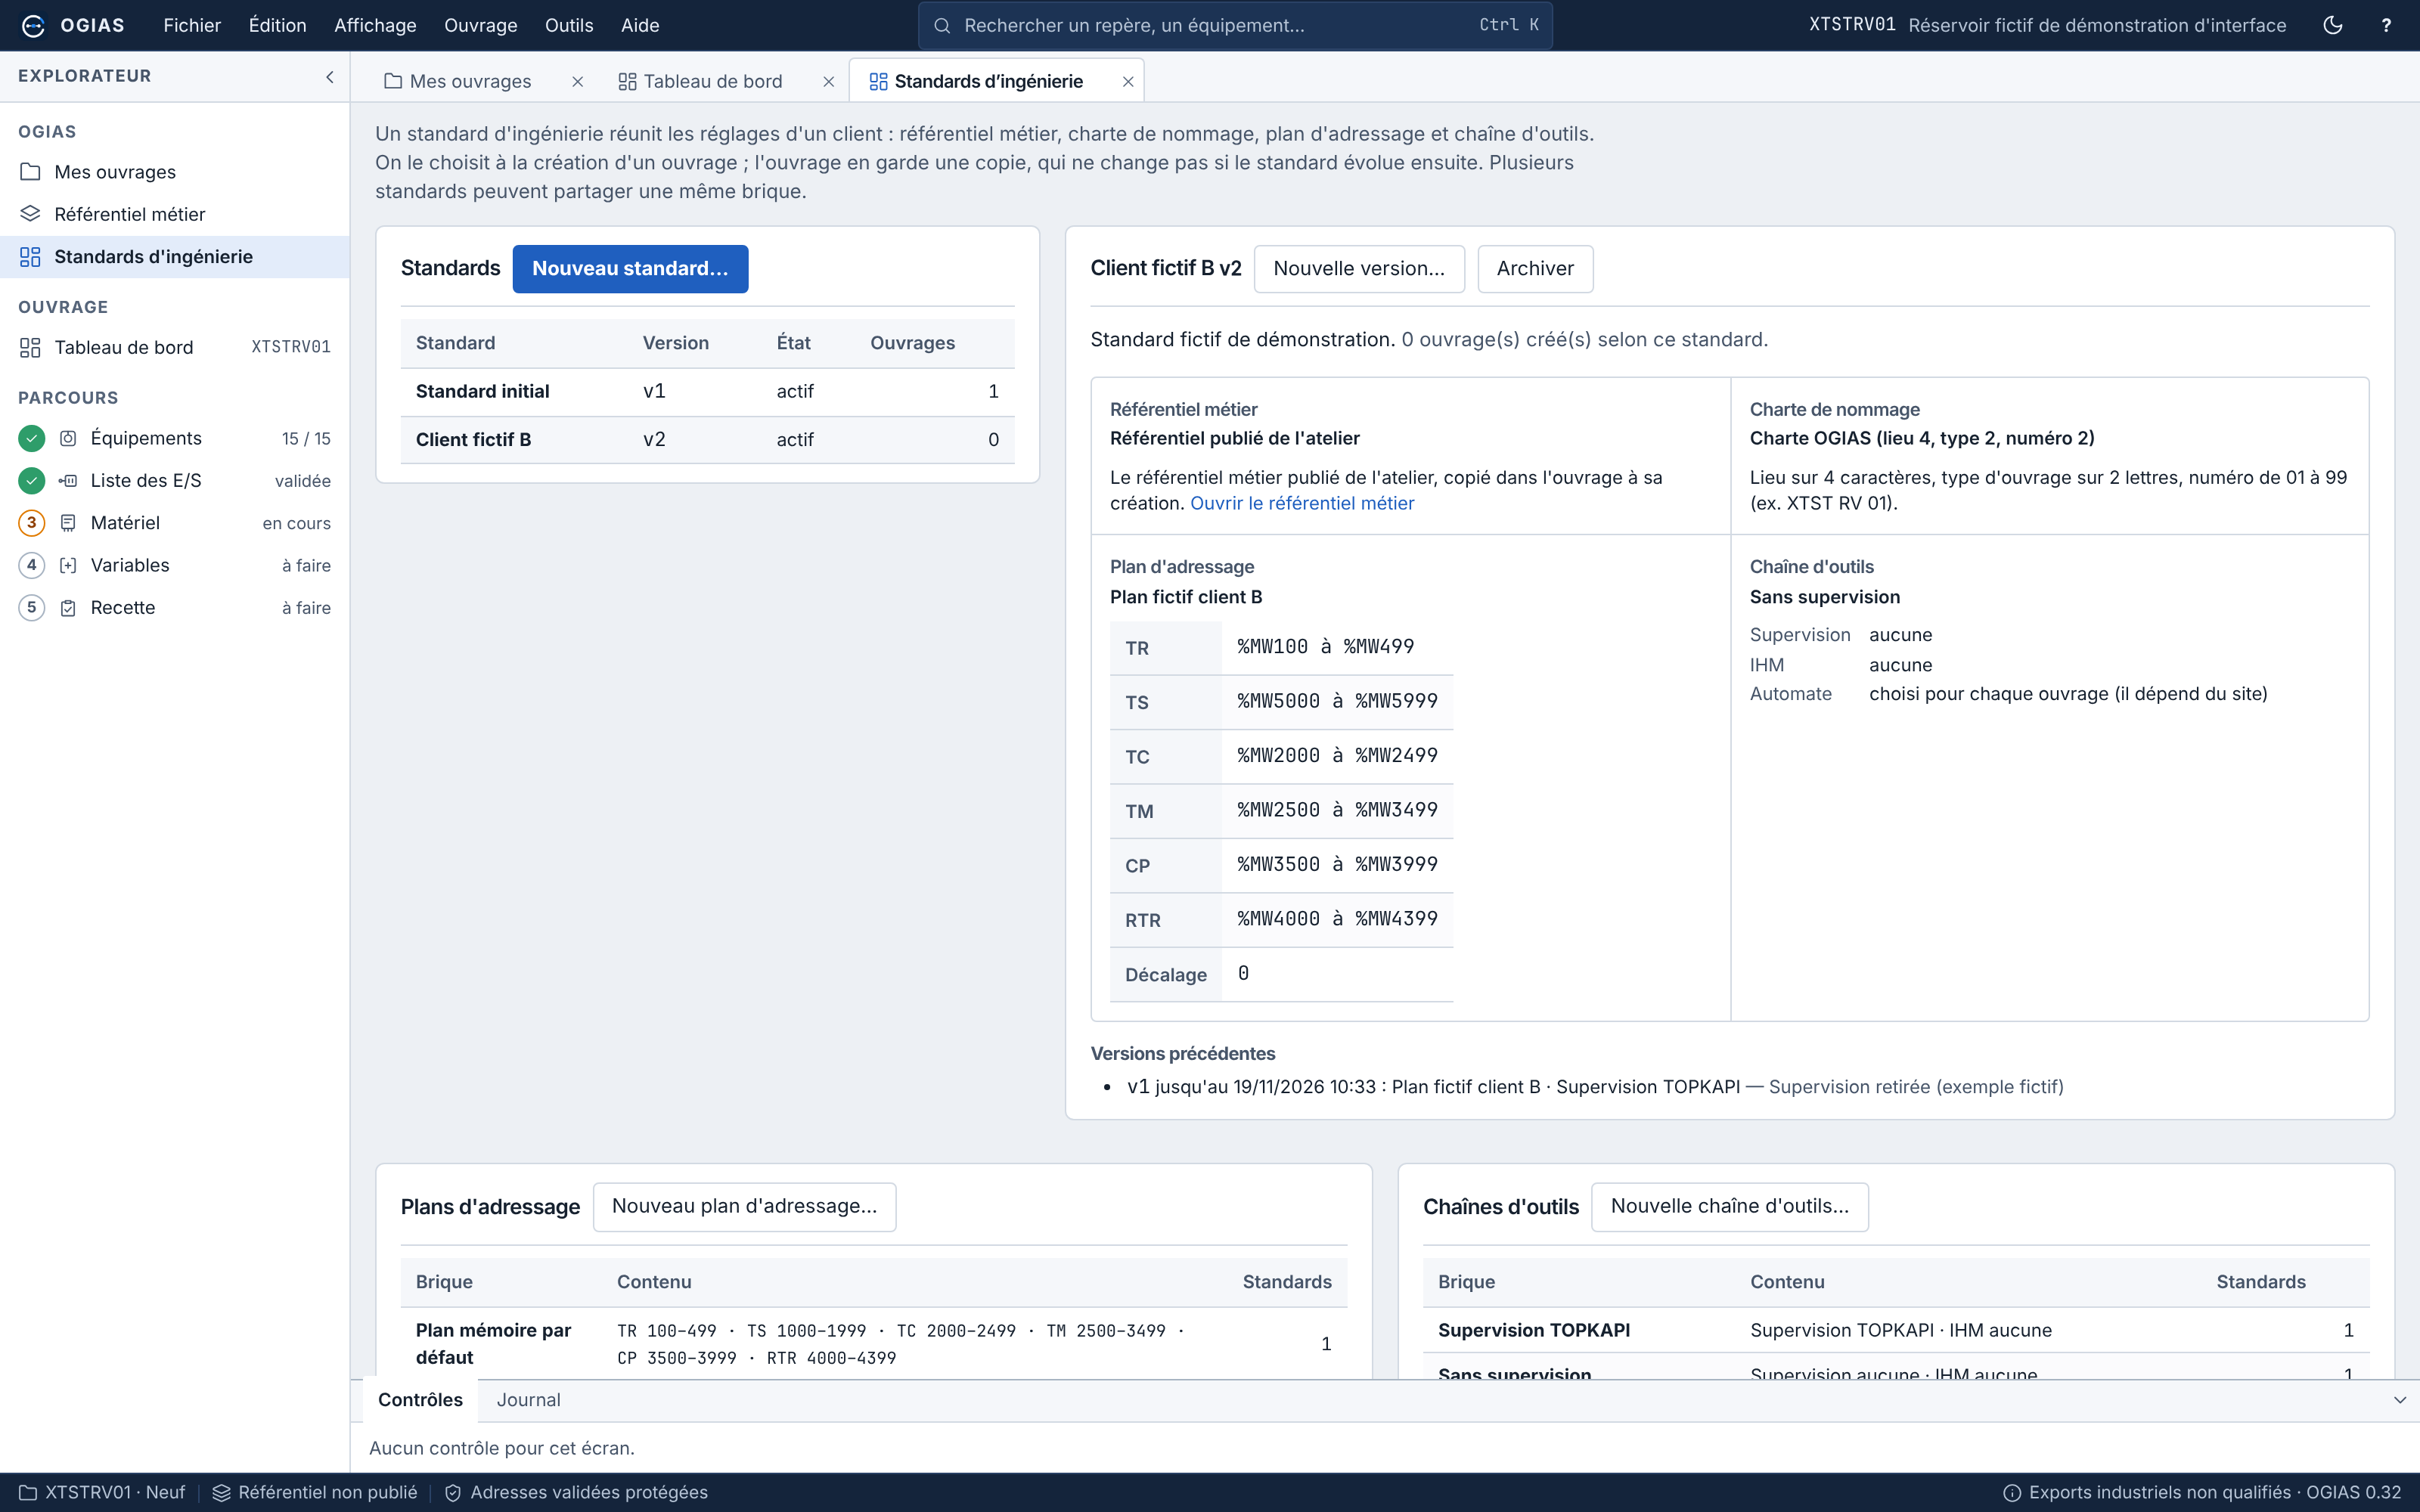 OGIAS Fichier Édition Affichage Ouvrage Outils Aide Rechercher un repère, un équipement... Ctrl K XTSTRV01 Réservoir fictif de démonstration d'interface ?
EXPLORATEUR
OGIAS
Mes ouvrages
Référentiel métier
Standards d'ingénierie
OUVRAGE
Tableau de bord XTSTRV01
PARCOURS
Équipements 15 / 15
Liste des E/S validée
3 Matériel en cours
4 Variables à faire
5 Recette à faire
Mes ouvrages Tableau de bord Standards d’ingénierie
Un standard d'ingénierie réunit les réglages d'un client : référentiel métier, charte de nommage, plan d'adressage et chaîne d'outils.
On le choisit à la création d'un ouvrage ; l'ouvrage en garde une copie, qui ne change pas si le standard évolue ensuite. Plusieurs
standards peuvent partager une même brique.
Standards Nouveau standard...
Standard Version État Ouvrages
Standard initial v1 actif 1
Client fictif B v2 actif 0
Client fictif B v2 Nouvelle version... Archiver
Standard fictif de démonstration. 0 ouvrage(s) créé(s) selon ce standard.
Référentiel métier
Référentiel publié de l'atelier
Le référentiel métier publié de l'atelier, copié dans l'ouvrage à sa
création. Ouvrir le référentiel métier
Charte de nommage
Charte OGIAS (lieu 4, type 2, numéro 2)
Lieu sur 4 caractères, type d'ouvrage sur 2 lettres, numéro de 01 à 99
(ex. XTST RV 01).
Plan d'adressage
Plan fictif client B
TR %MW100 à %MW499
TS %MW5000 à %MW5999
TC %MW2000 à %MW2499
TM %MW2500 à %MW3499
CP %MW3500 à %MW3999
RTR %MW4000 à %MW4399
Décalage 0
Chaîne d'outils
Sans supervision
Supervision aucune
IHM aucune
Automate choisi pour chaque ouvrage (il dépend du site)
Versions précédentes
• v1 jusqu'au 19/11/2026 10:33 : Plan fictif client B · Supervision TOPKAPI — Supervision retirée (exemple fictif)
Plans d'adressage Nouveau plan d'adressage...
Brique Contenu Standards
Plan mémoire par
défaut
TR 100–499 · TS 1000–1999 · TC 2000–2499 · TM 2500–3499 ·
CP 3500–3999 · RTR 4000–4399
1
Chaînes d'outils Nouvelle chaîne d'outils...
Brique Contenu Standards
Supervision TOPKAPI Supervision TOPKAPI · IHM aucune 1
Sans supervision Supervision aucune · IHM aucune 1
Contrôles Journal
Aucun contrôle pour cet écran.
XTSTRV01 · Neuf Référentiel non publié Adresses validées protégées Exports industriels non qualifiés · OGIAS 0.32